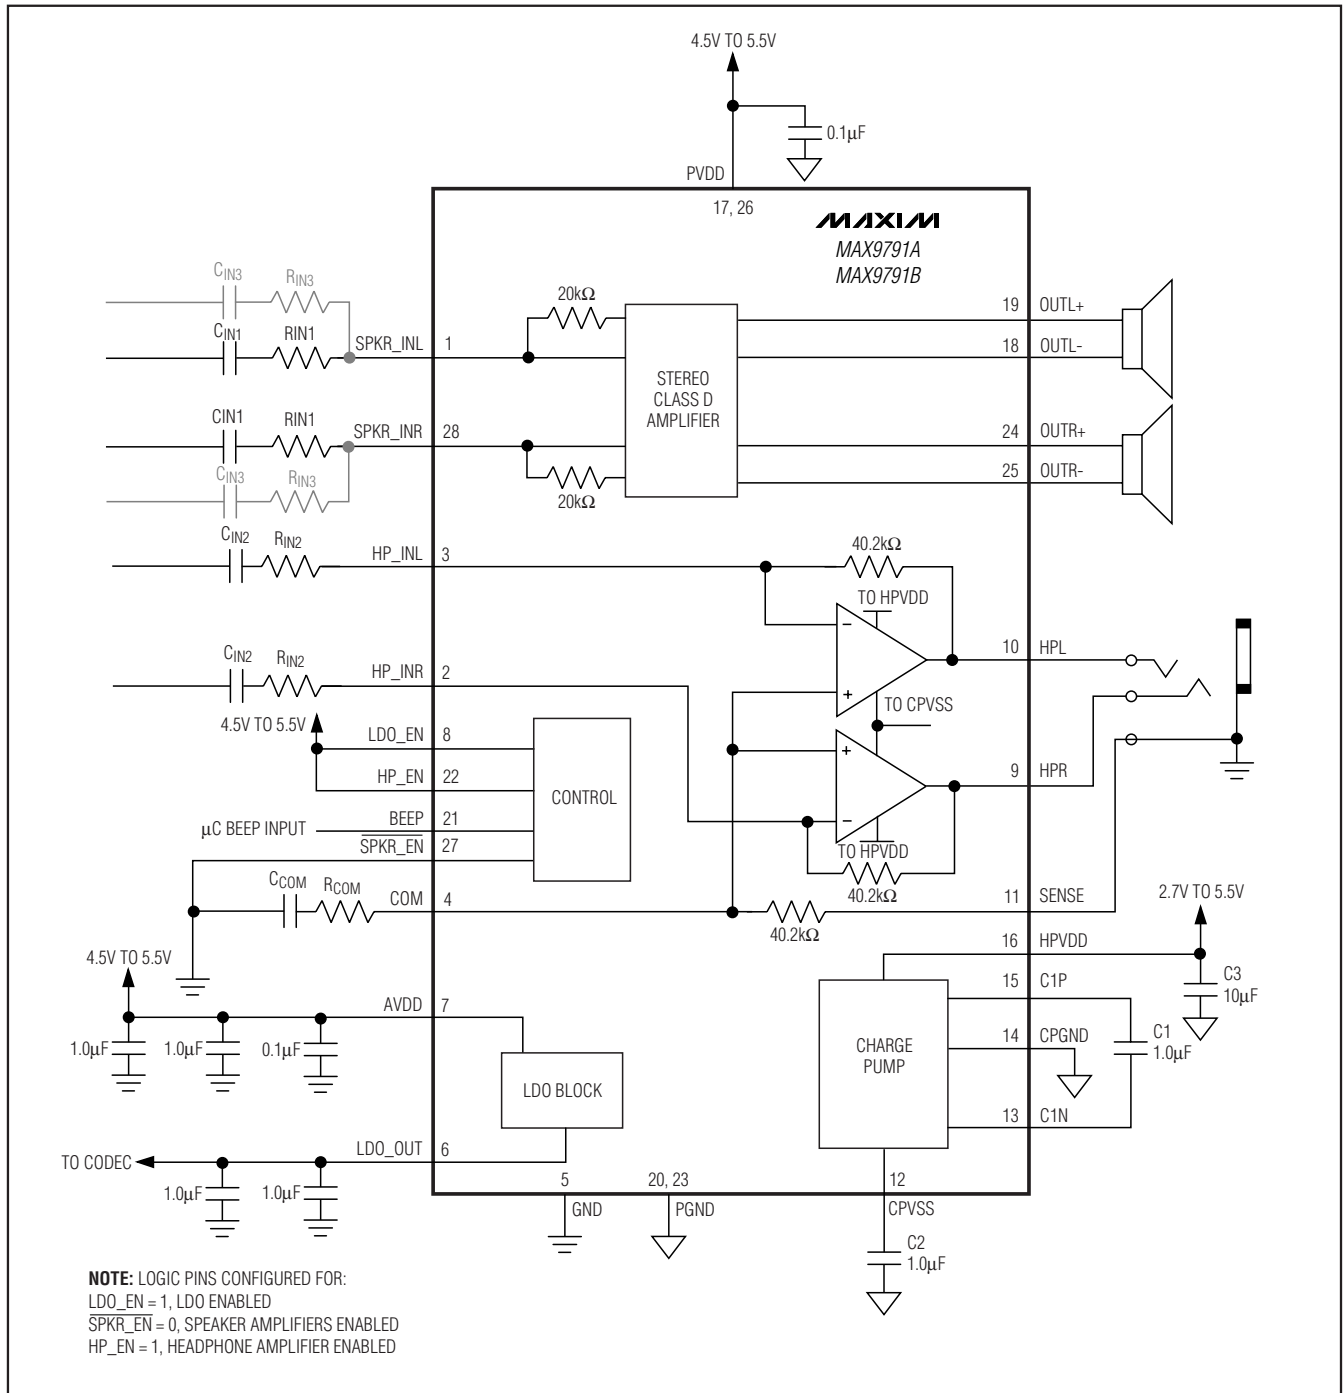 4.5V TO 5.5V
0.1µF
PVDD
17, 26
MAXIM
MAX9791A
MAX9791B
CIN3
RIN3
CIN1
RIN1
SPKR_INL
1
20kΩ
19
OUTL+
18
OUTL-
STEREO
CLASS D
AMPLIFIER
CIN1
RIN1
SPKR_INR
28
24
OUTR+
25
OUTR-
CIN3
RIN3
20kΩ
CIN2
RIN2
HP_INL
3
40.2kΩ
TO HPVDD
−
+
10
HPL
CIN2
RIN2
HP_INR
2
TO CPVSS
4.5V TO 5.5V
LDO_EN
8
HP_EN
22
CONTROL
+
−
9
HPR
µC BEEP INPUT
BEEP
21
SPKR_EN
27
TO HPVDD
40.2kΩ
CCOM
RCOM
COM
4
40.2kΩ
11
SENSE
2.7V TO 5.5V
16
HPVDD
C3
10µF
4.5V TO 5.5V
AVDD
7
1.0µF
1.0µF
0.1µF
LDO BLOCK
CHARGE
PUMP
15
C1P
14
CPGND
C1
1.0µF
13
C1N
TO CODEC
LDO_OUT
6
1.0µF
1.0µF
5
GND
20, 23
PGND
12
CPVSS
C2
1.0µF
NOTE: LOGIC PINS CONFIGURED FOR:
LDO_EN = 1, LDO ENABLED
SPKR_EN = 0, SPEAKER AMPLIFIERS ENABLED
HP_EN = 1, HEADPHONE AMPLIFIER ENABLED